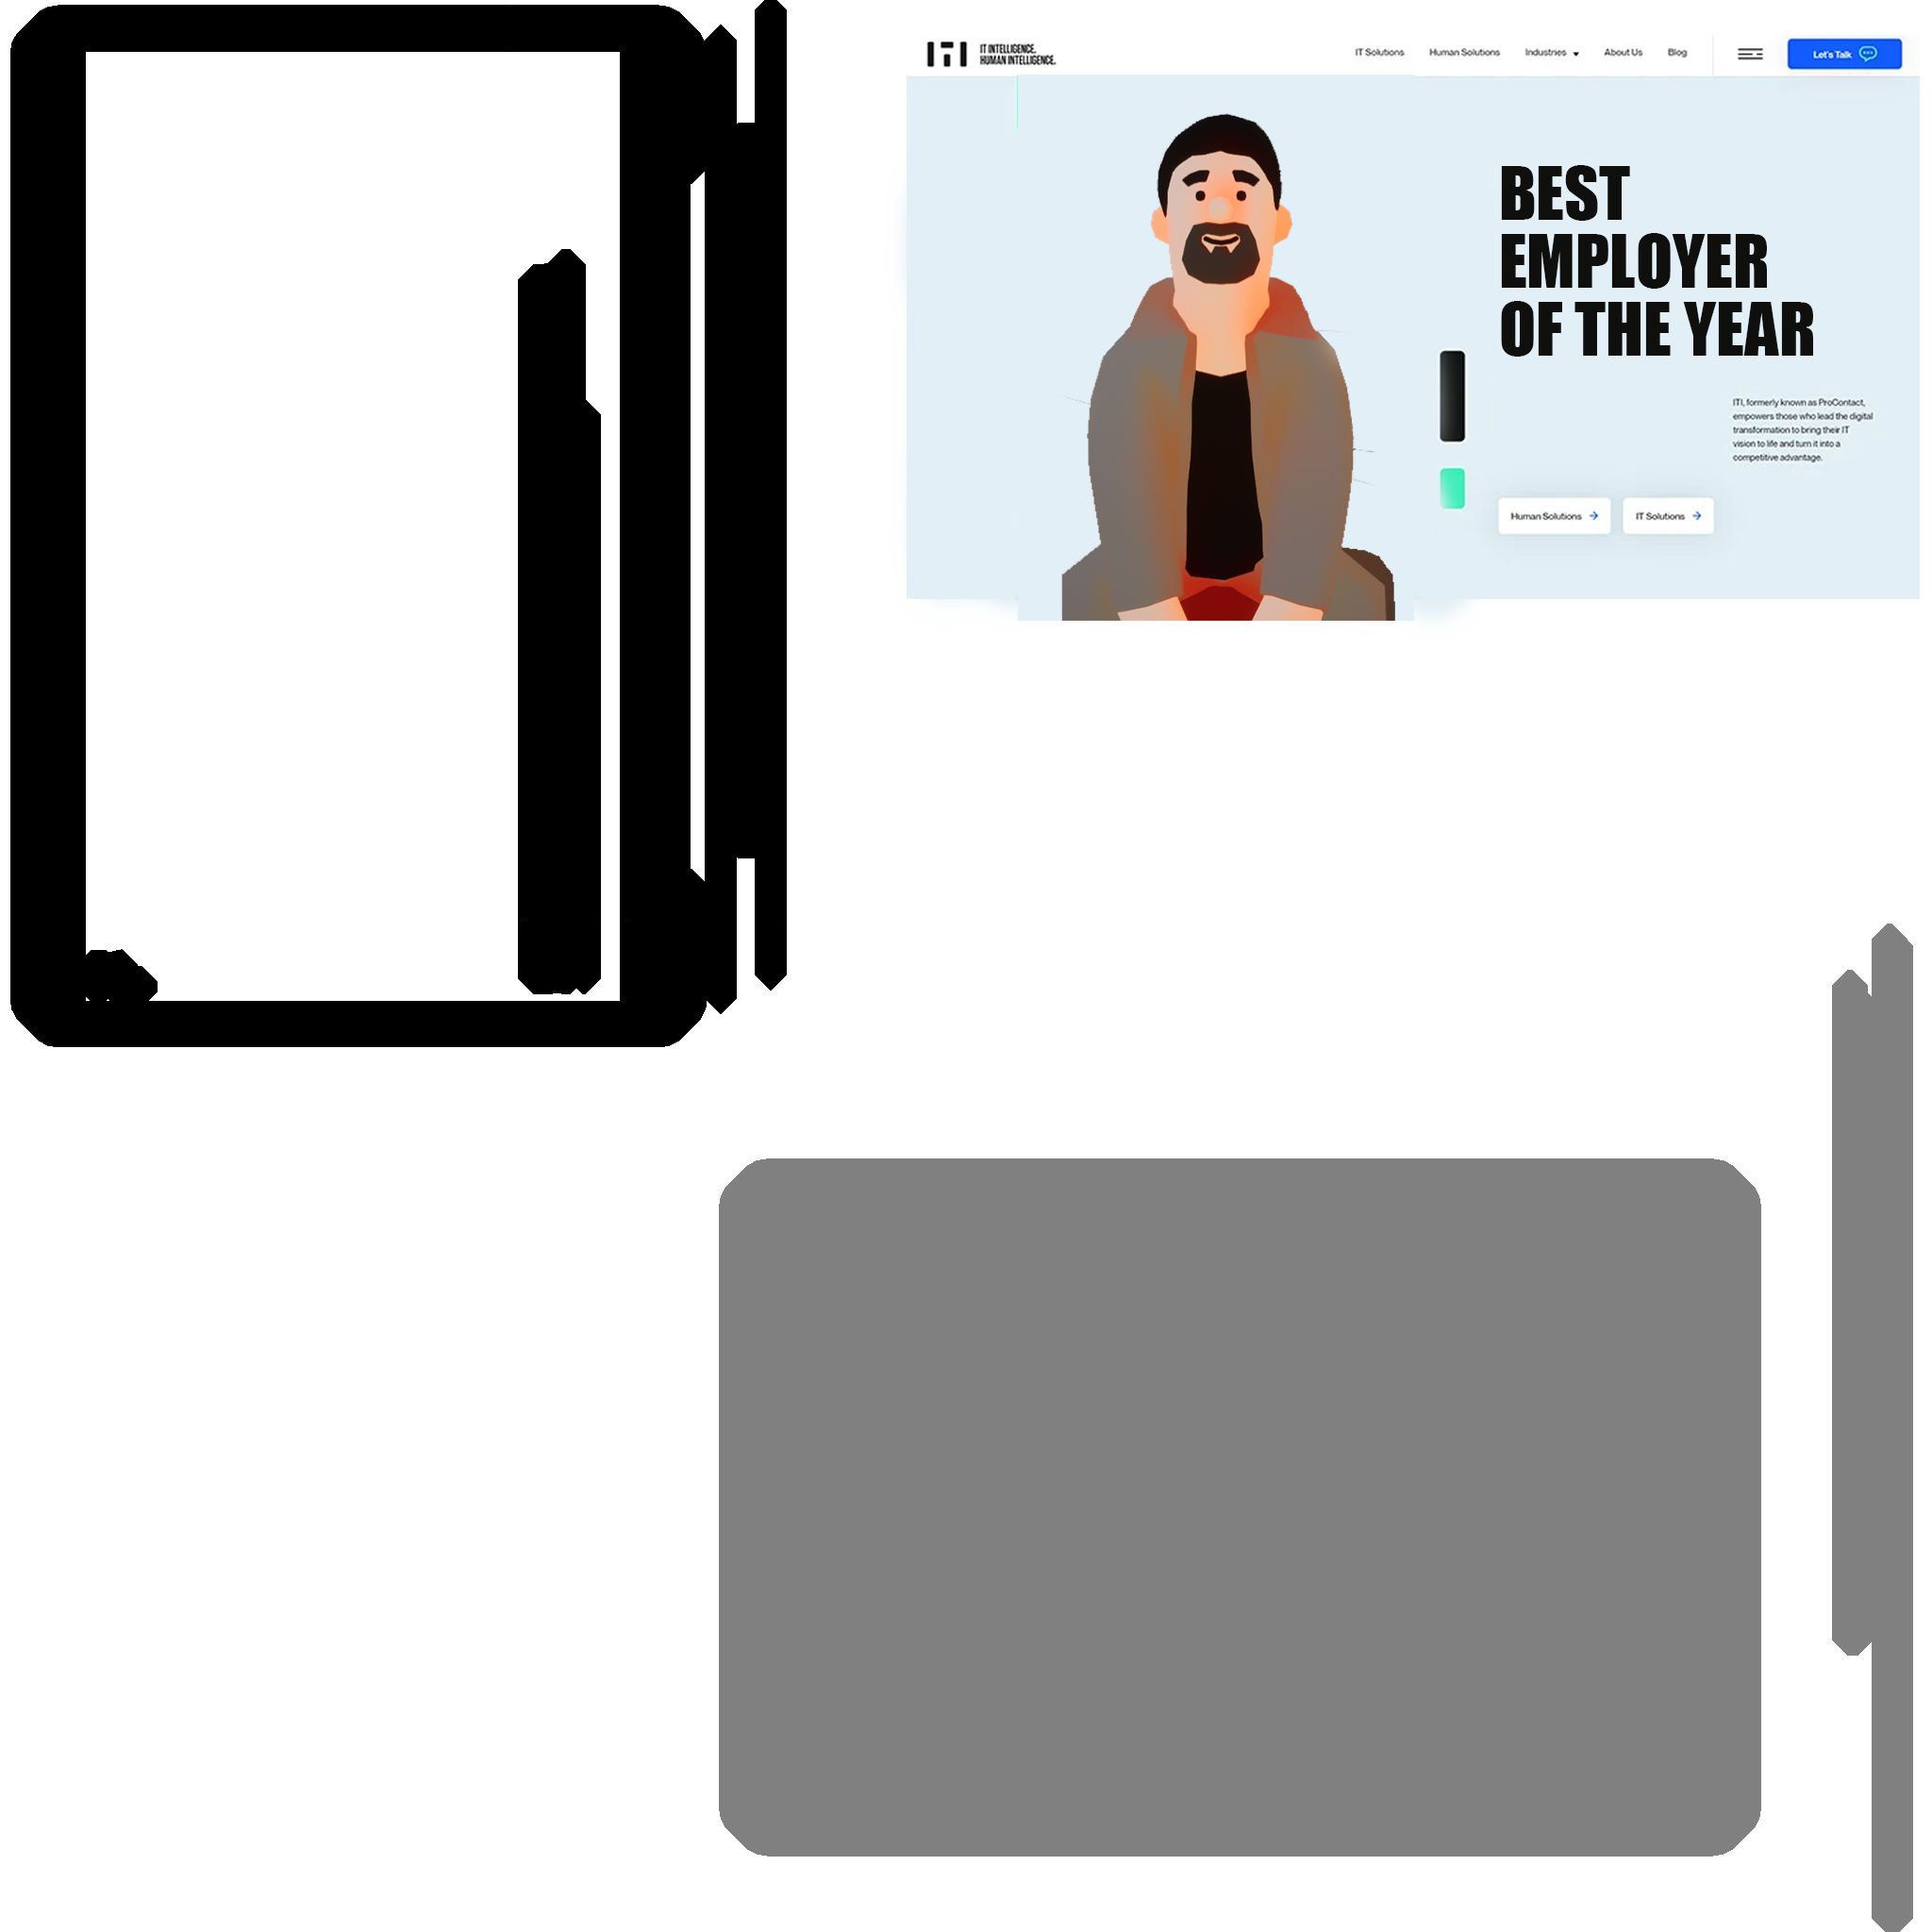 ITI
IT INTELLIGENCE.
HUMAN INTELLIGENCE.
IT Solutions
Human Solutions
Industries
About Us
Blog
Let's Talk
BEST
EMPLOYER
OF THE YEAR
ITI, formerly known as ProContact,
empowers those who lead the digital
transformation to bring their IT
vision to life and turn it into a
competitive advantage.
Human Solutions
IT Solutions